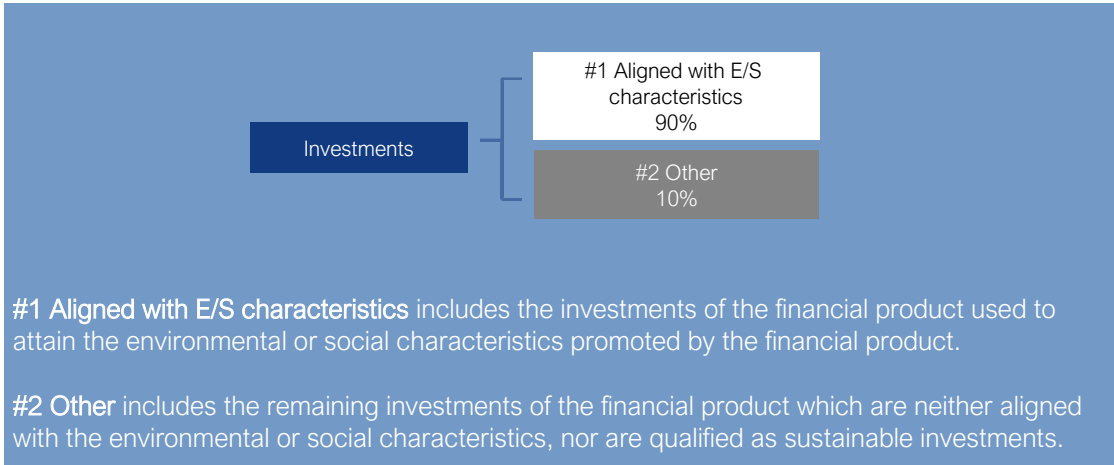 #1 Aligned with E/S
characteristics
90%
Investments
#2 Other
10%
#1 Aligned with E/S characteristics includes the investments of the financial product used to
attain the environmental or social characteristics promoted by the financial product.
#2 Other includes the remaining investments of the financial product which are neither aligned
with the environmental or social characteristics, nor are qualified as sustainable investments.